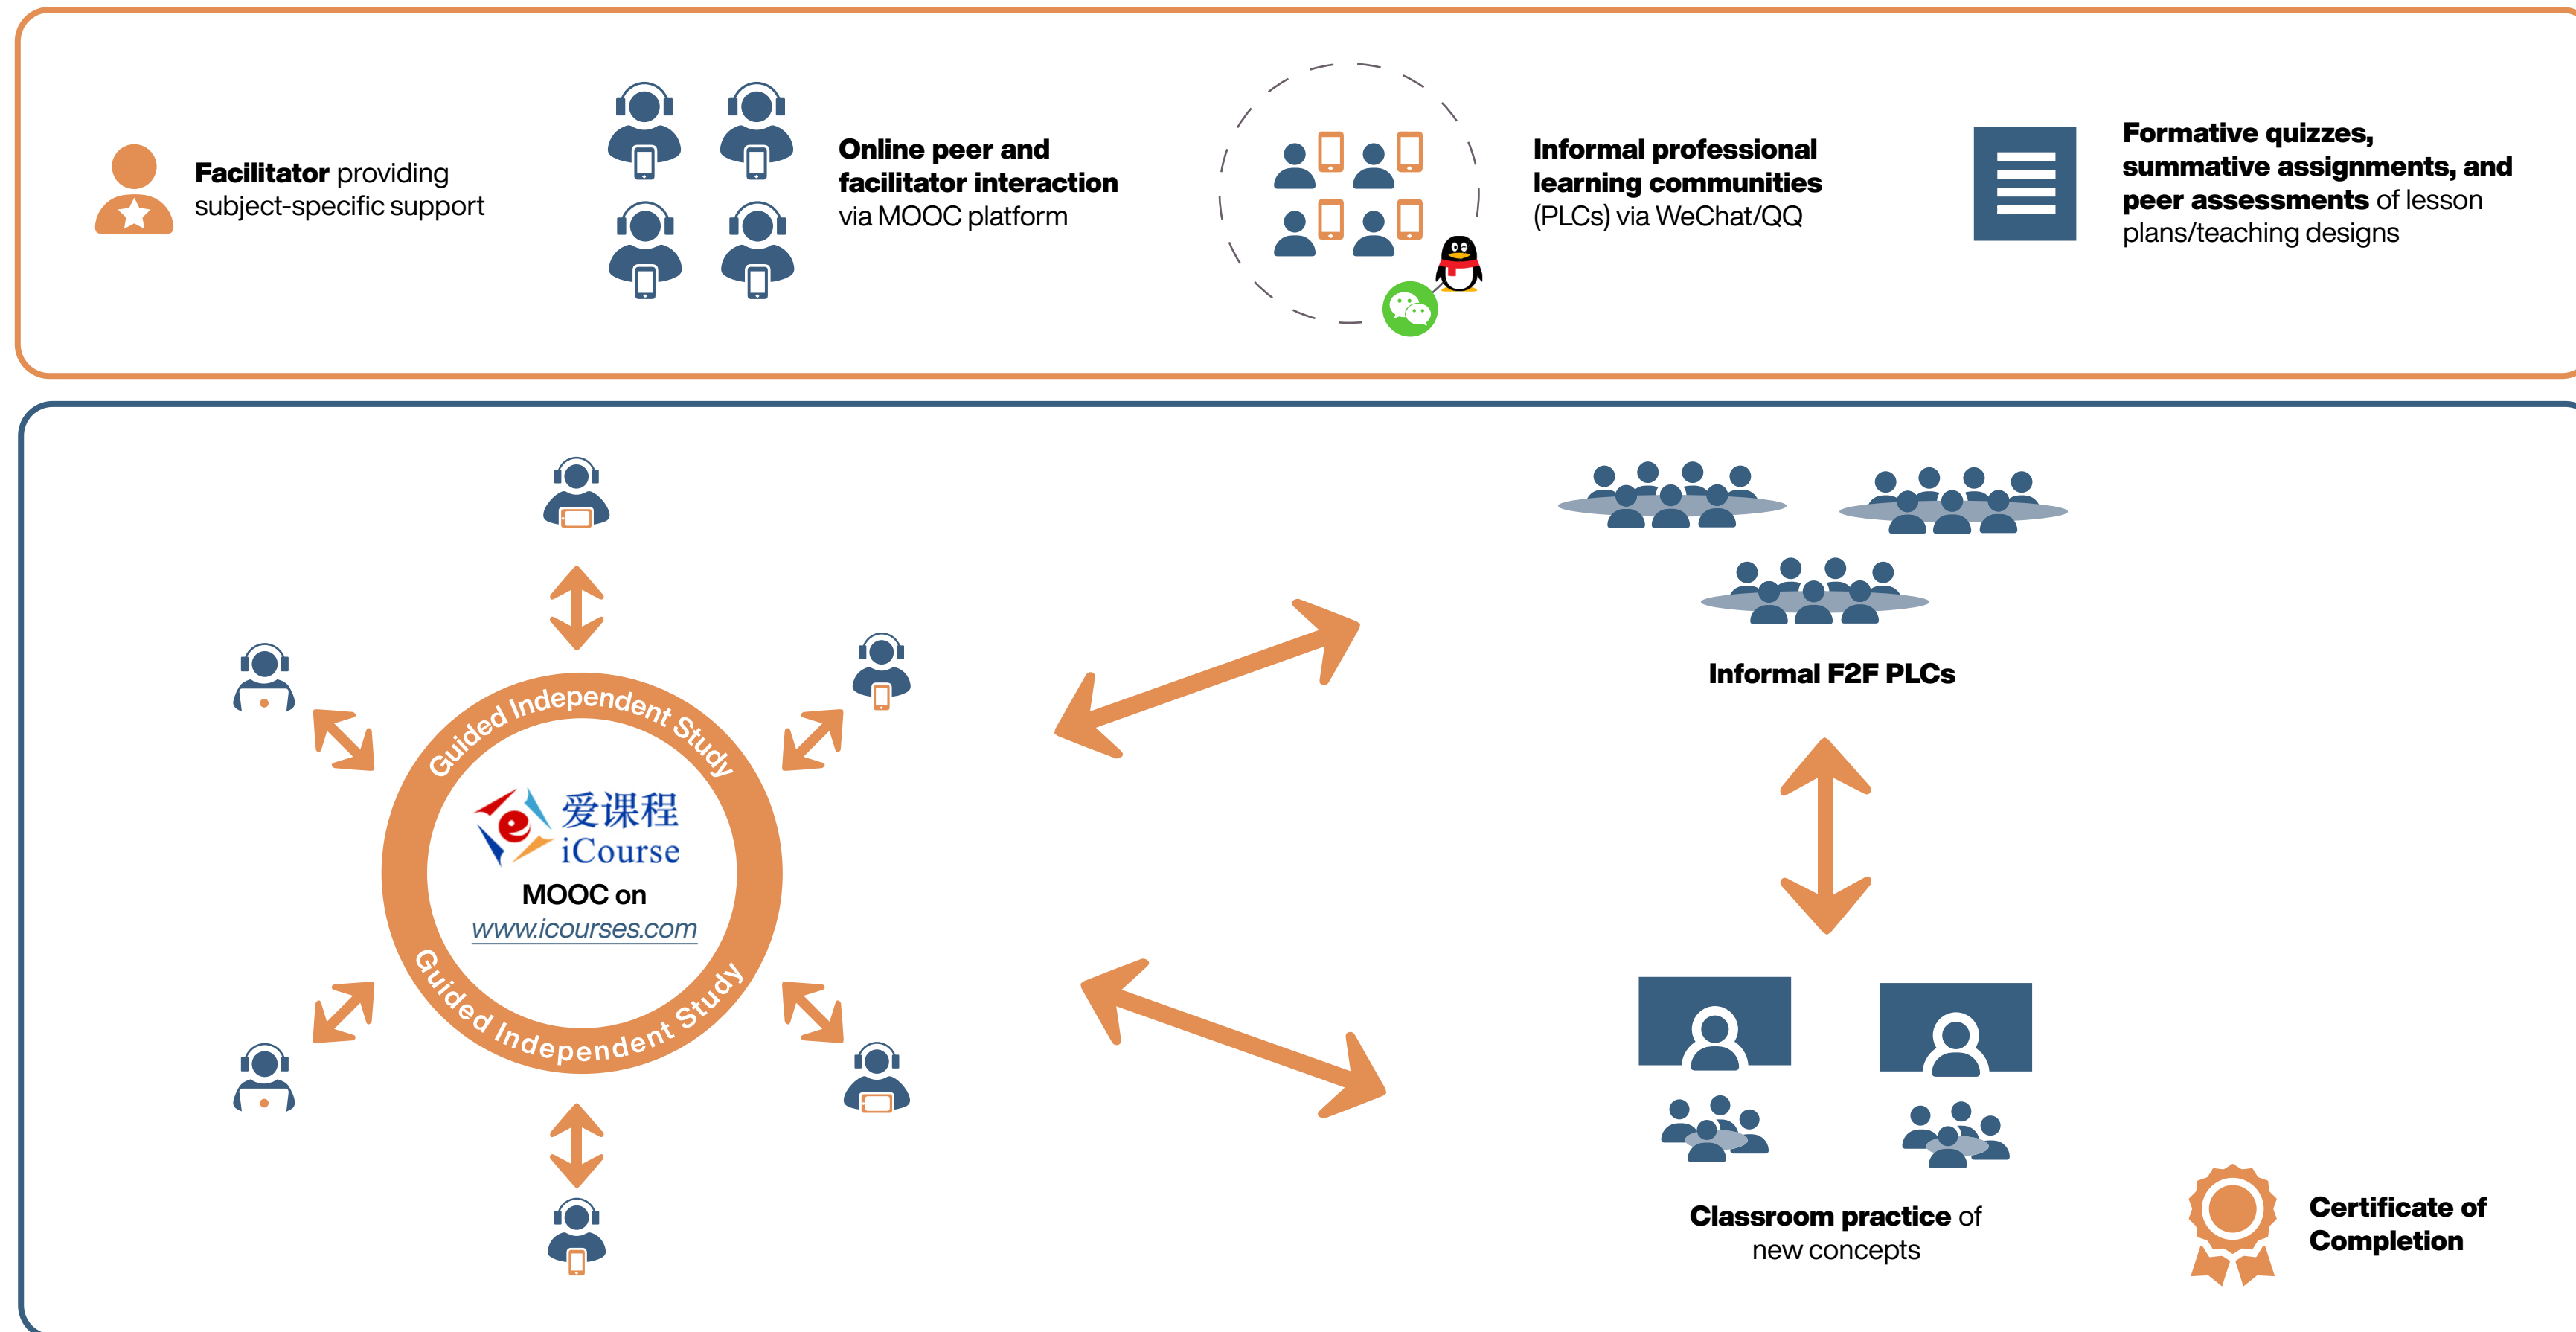 Facilitator providing
subject-specific support
Online peer and
facilitator interaction
via MOOC platform
Informal professional
learning communities
(PLCs) via WeChat/QQ
Formative quizzes,
summative assignments, and
peer assessments of lesson
plans/teaching designs
Guided Independent Study
爱课程
iCourse
MOOC on
www.icourses.com
Guided Independent Study
Informal F2F PLCs
Classroom practice of
new concepts
Certificate of
Completion